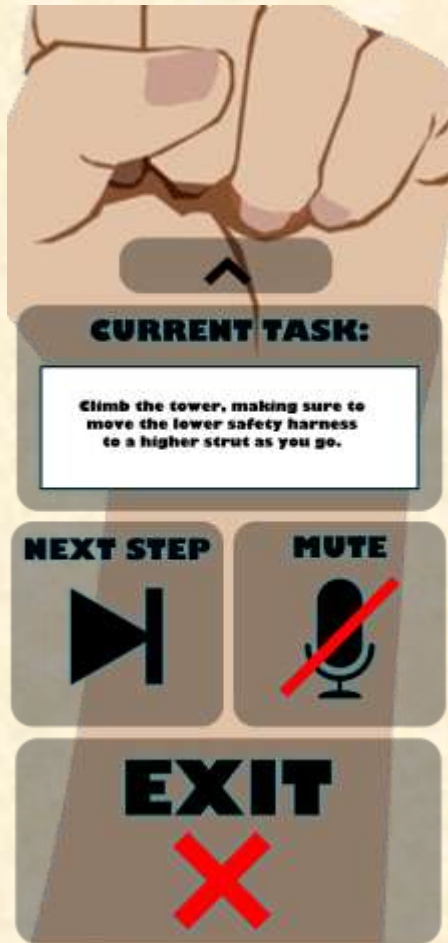 CURRENT TASK:
Climb the tower, making sure to
move the lower safety harness
to a higher strut as you go.
NEXT STEP
MUTE
EXIT